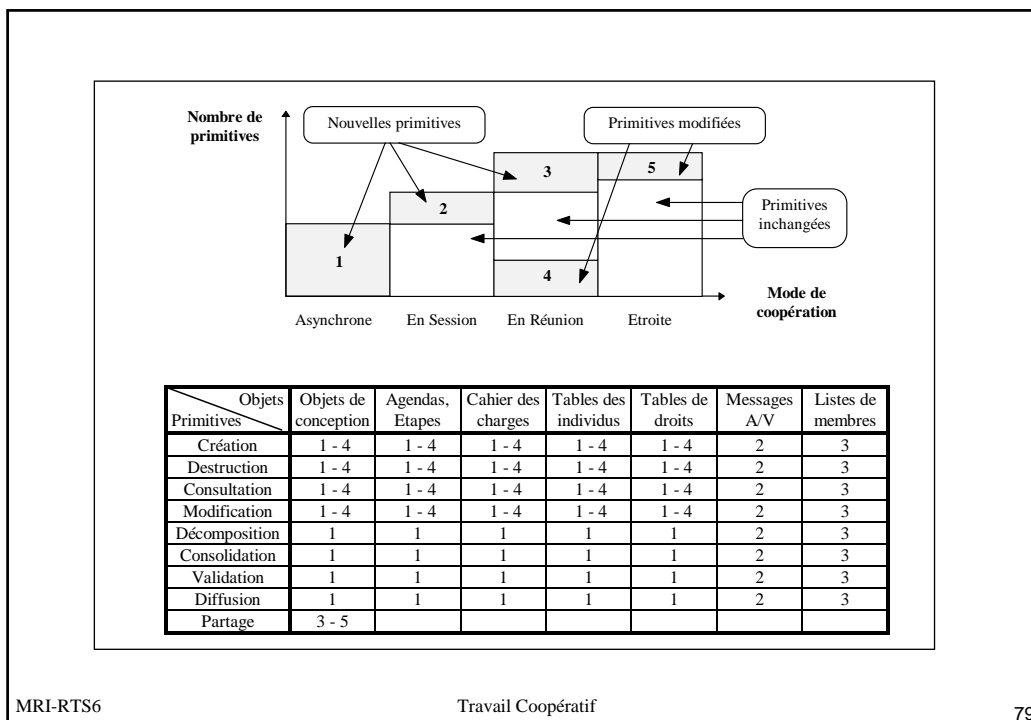 Nombre de
primitives
Nouvelles primitives
Primitives modifiées
3
5
2
Primitives
inchangées
1
4
Mode de
coopération
Asynchrone En Session En Réunion Etroite
Objets Objets de Agendas, Cahier des Tables des Tables de Messages Listes de
Primitives conception Etapes charges individus droits A/V membres
Création 1 - 4 1 - 4 1 - 4 1 - 4 1 - 4 2 3
Destruction 1 - 4 1 - 4 1 - 4 1 - 4 1 - 4 2 3
Consultation 1 - 4 1 - 4 1 - 4 1 - 4 1 - 4 2 3
Modification 1 - 4 1 - 4 1 - 4 1 - 4 1 - 4 2 3
Décomposition 1 1 1 1 1 2 3
Consolidation 1 1 1 1 1 2 3
Validation 1 1 1 1 1 2 3
Diffusion 1 1 1 1 1 2 3
Partage 3 - 5
MRI-RTS6 Travail Coopératif 79